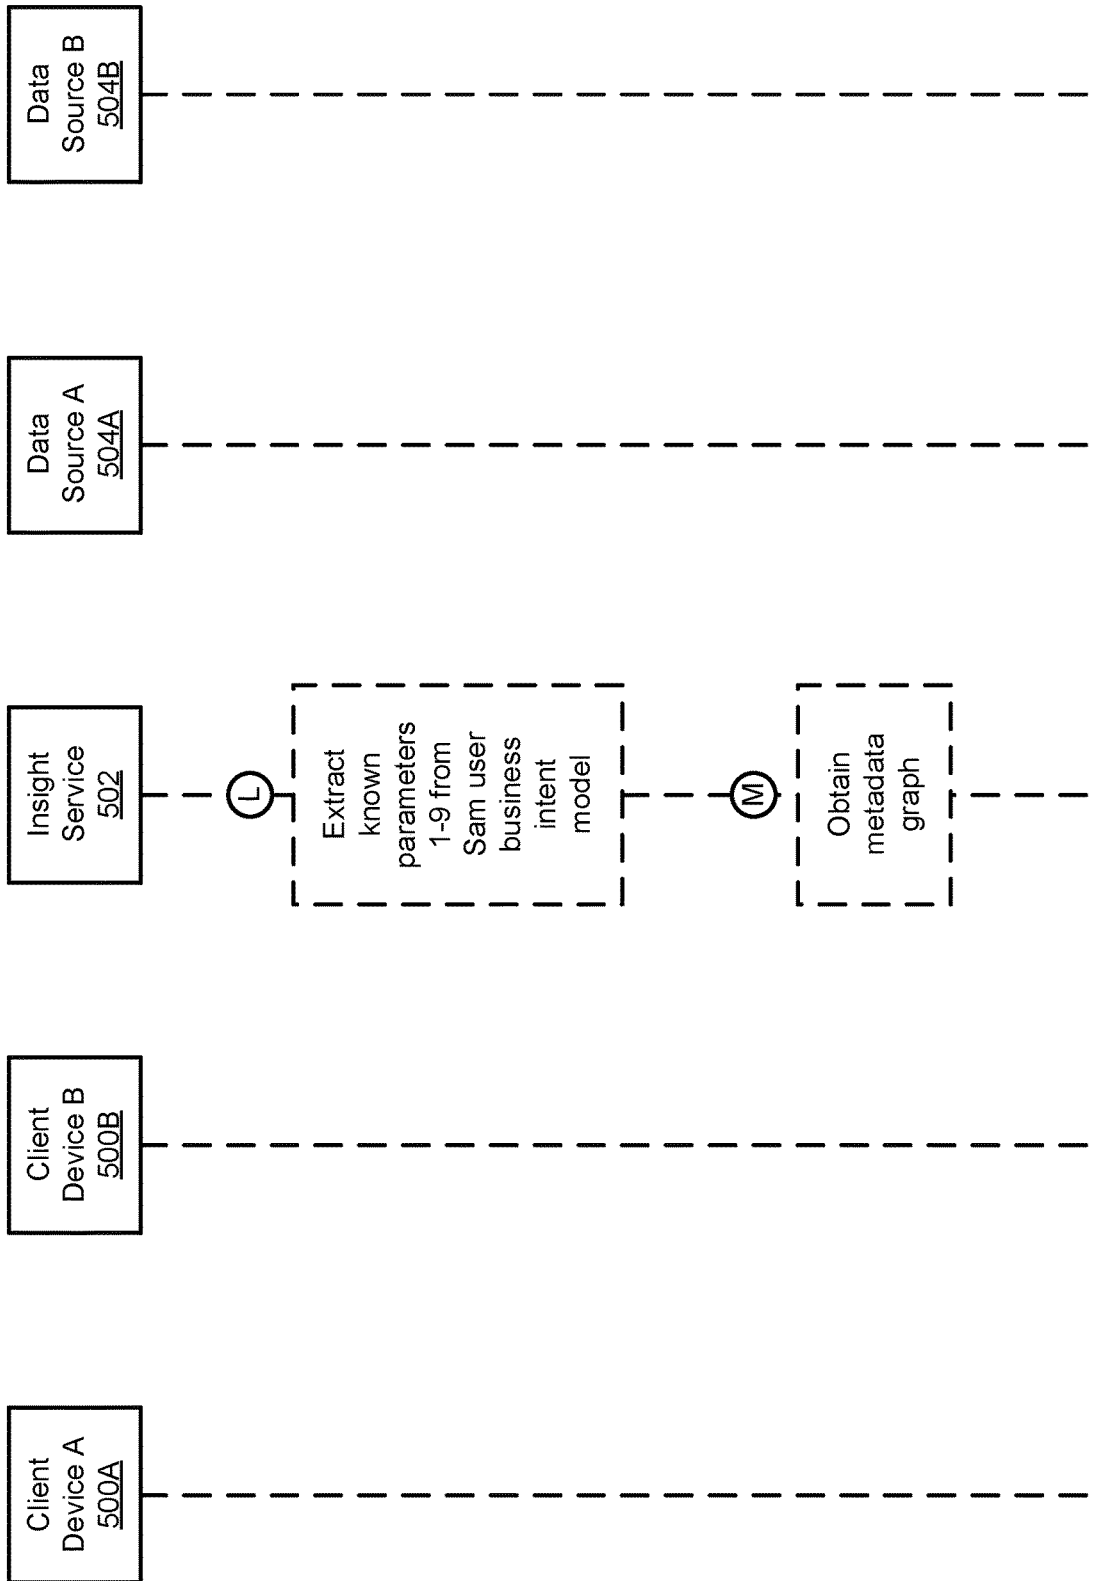 Client
Device A
500A
Client
Device B
500B
Insight
Service
502
Data
Source A
504A
Data
Source B
504B
L
Extract
known
parameters
1-9 from
Sam user
business
intent
model
M
Obtain
metadata
graph